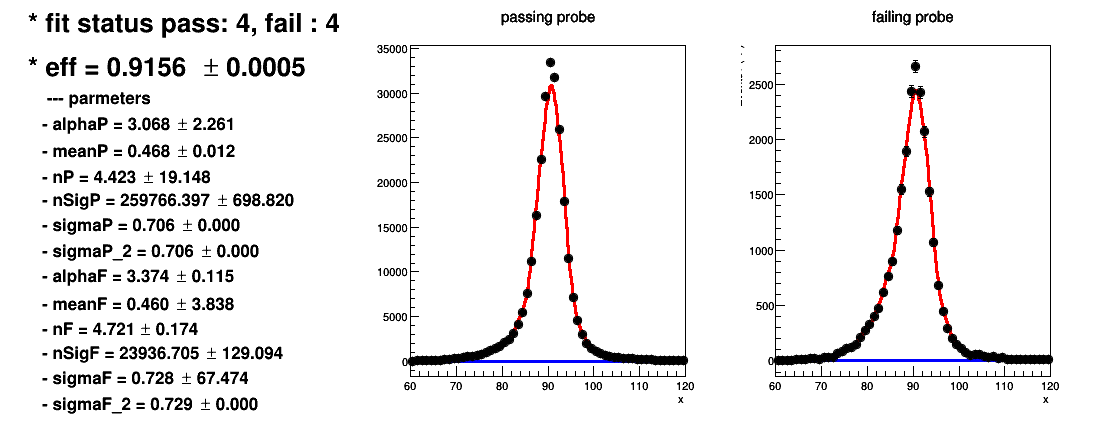 * fit status pass: 4, fail : 4
* eff = 0.9156 ± 0.0005
--- parmeters
- alphaP = 3.068 ± 2.261
- meanP = 0.468 ± 0.012
- nP = 4.423 ± 19.148
- nSigP = 259766.397 ± 698.820
- sigmaP = 0.706 ± 0.000
- sigmaP_2 = 0.706 ± 0.000
- alphaF = 3.374 ± 0.115
- meanF = 0.460 ± 3.838
- nF = 4.721 ± 0.174
- nSigF = 23936.705 ± 129.094
- sigmaF = 0.728 ± 67.474
- sigmaF_2 = 0.729 ± 0.000
passing probe
35000
30000
25000
20000
15000
10000
5000
0
60 70 80 90 100 110 120
x
failing probe
2500
2000
1500
1000
500
0
60 70 80 90 100 110 120
x